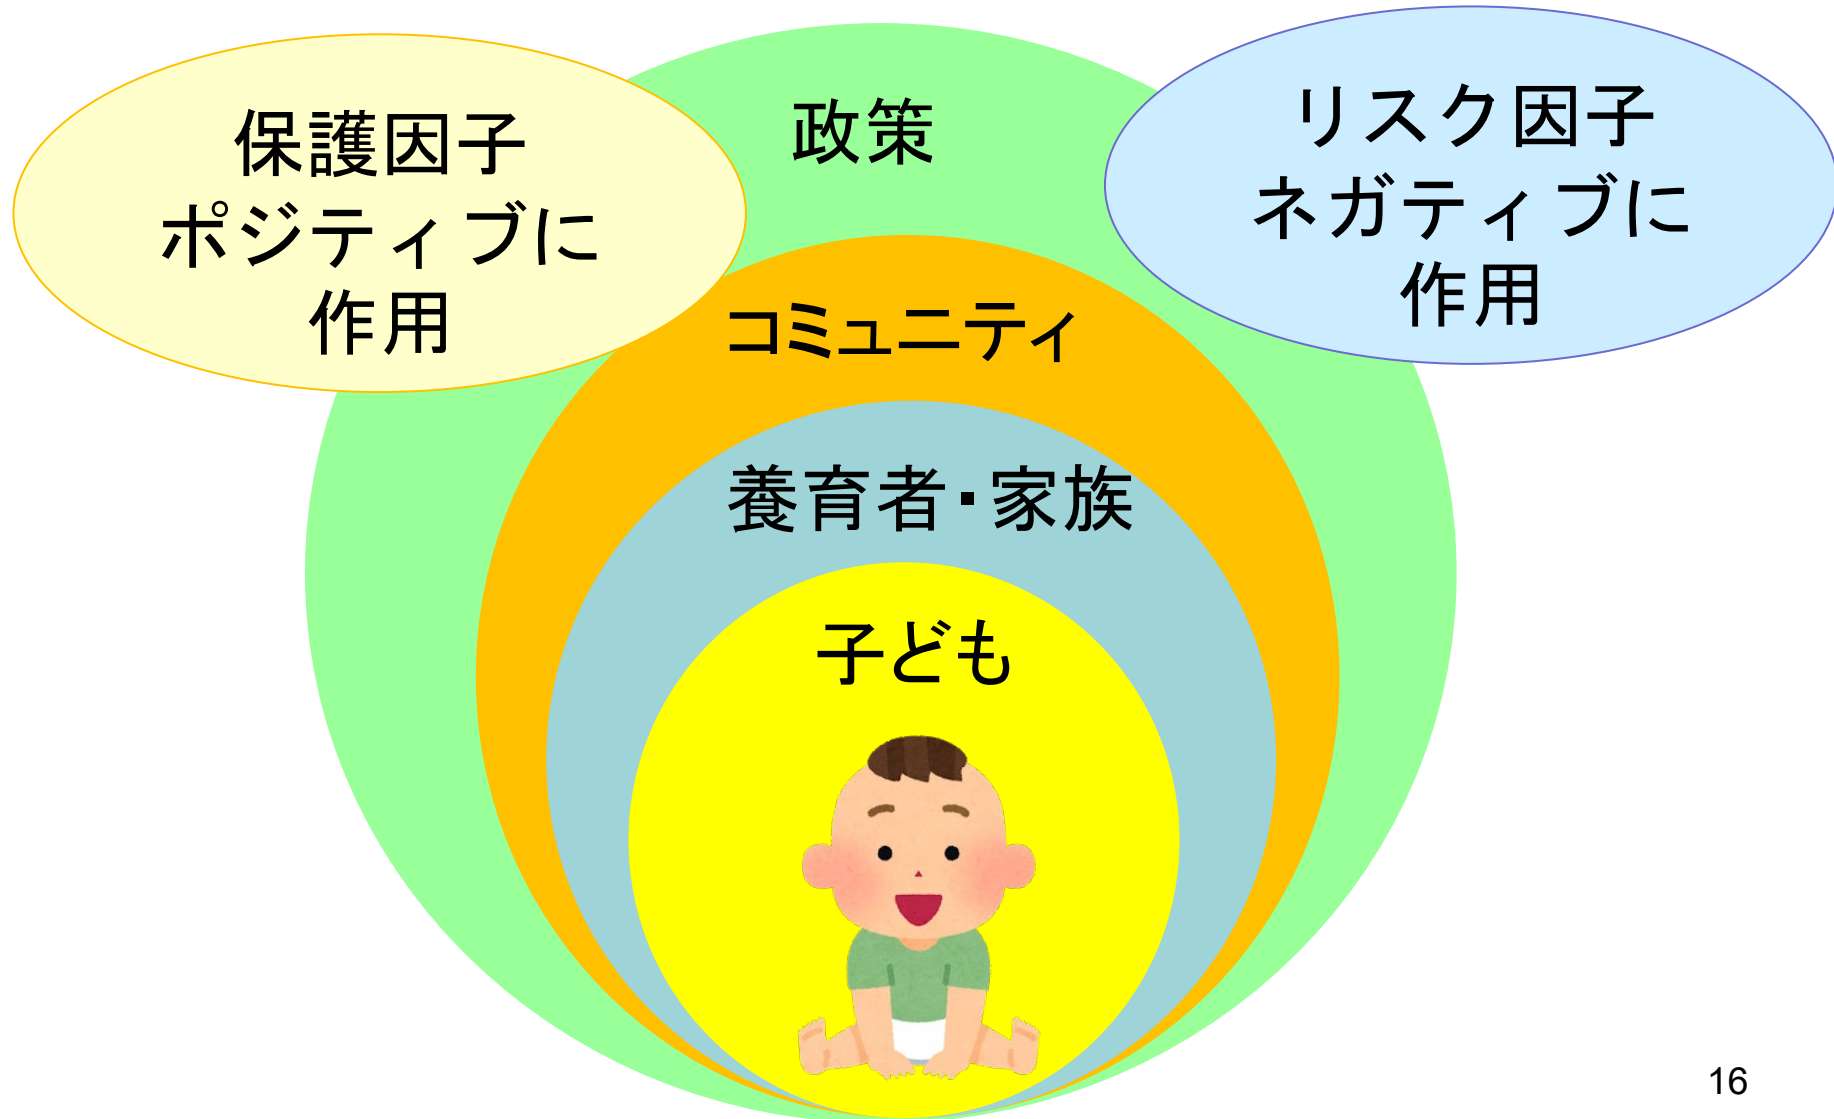 保護因子
ポジティブに
作用
政策
リスク因子
ネガティブに
作用
コミュニティ
養育者・家族
子ども
16